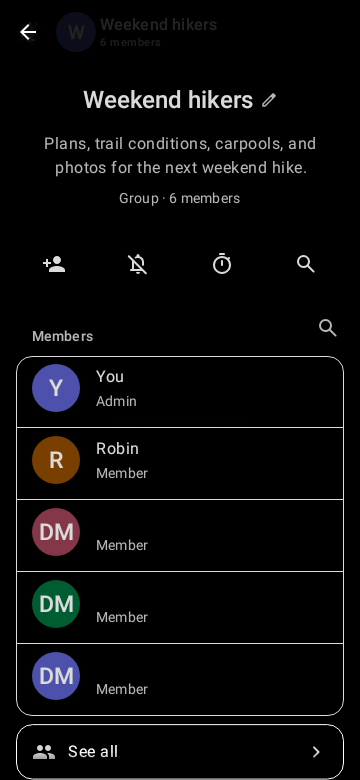 W
Weekend hikers
6 members
Weekend hikers
Plans, trail conditions, carpools, and
photos for the next weekend hike.
Group · 6 members
Members
Y
You
Admin
R
Robin
Member
DM
Member
DM
Member
DM
Member
See all